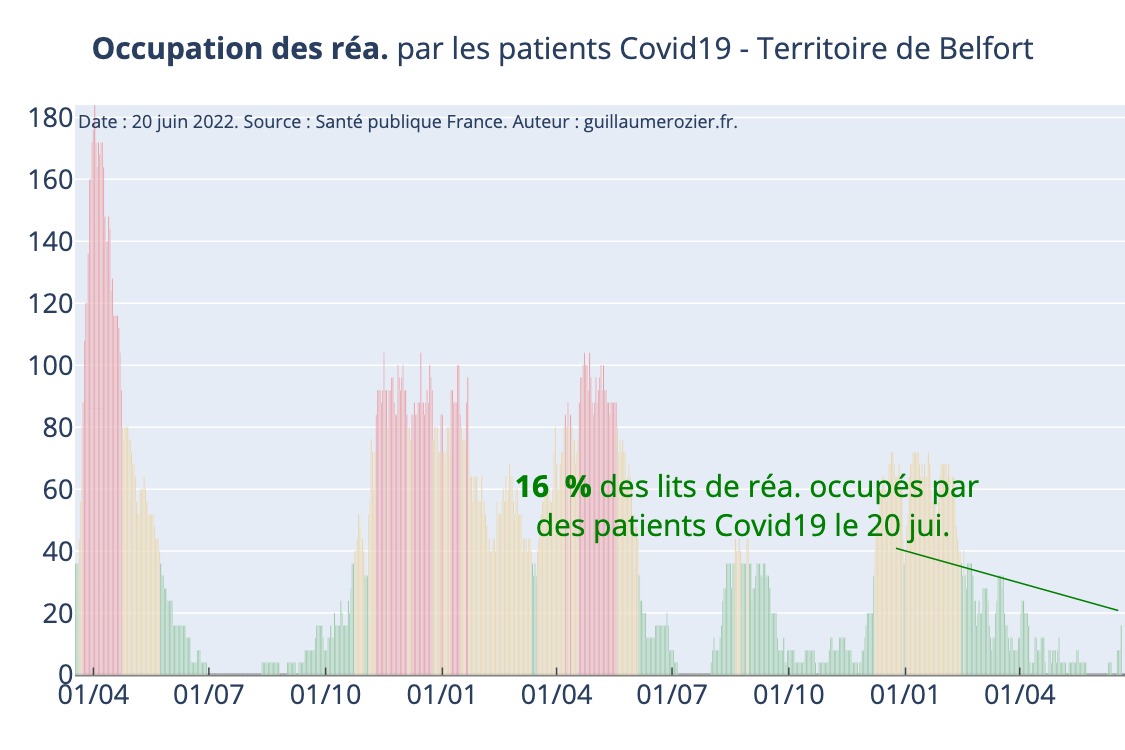 Occupation des réa. par les patients Covid19 - Territoire de Belfort
180
Date : 20 juin 2022. Source : Santé publique France. Auteur : guillaumerozier.fr.
160
140
120
100
80
60
16 % des lits de réa. occupés par
des patients Covid19 le 20 jui.
40
20
0
01/04 01/07 01/10 01/01 01/04 01/07 01/10 01/01 01/04